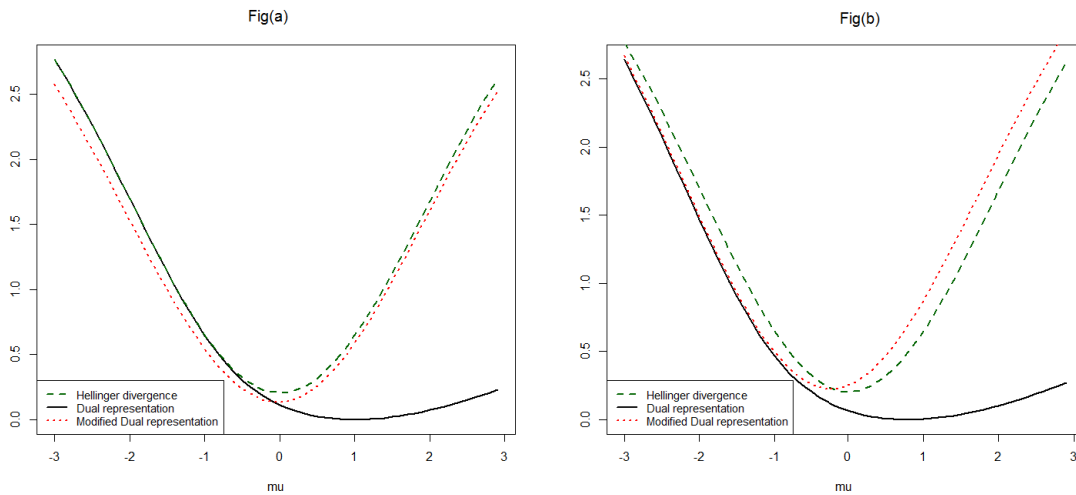 Fig(a)
2.5
2.0
1.5
1.0
0.5
0.0
Hellinger divergence
Dual representation
Modified Dual representation
-3 -2 -1 0 1 2 3
mu
Fig(b)
2.5
2.0
1.5
1.0
0.5
0.0
Hellinger divergence
Dual representation
Modified Dual representation
-3 -2 -1 0 1 2 3
mu